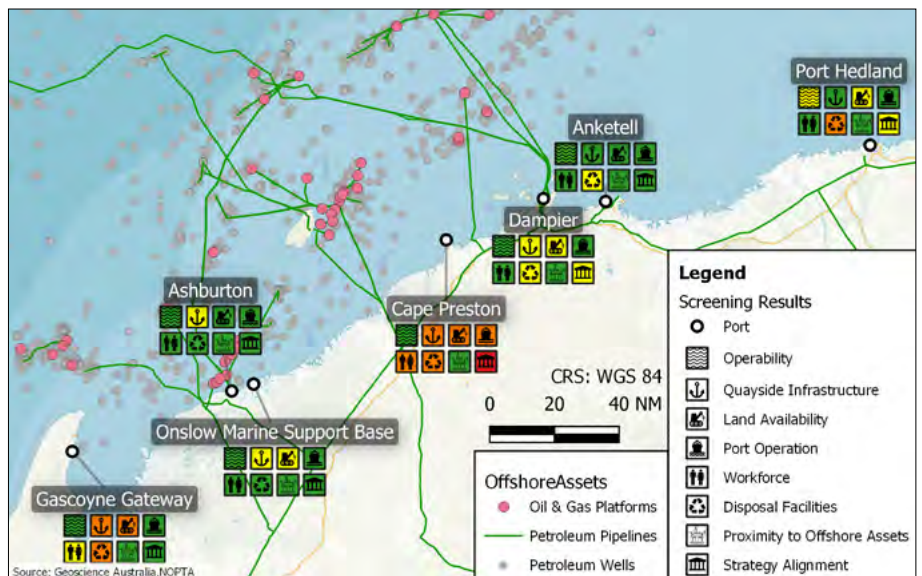 Port Hedland
Anketell
Dampier
Ashburton
Cape Preston
Onslow Marine Support Base
Gascoyne Gateway
CRS: WGS 84
0 20 40 NM
OffshoreAssets
Oil & Gas Platforms
Petroleum Pipelines
Petroleum Wells
Legend
Screening Results
Port
Operability
Quayside Infrastructure
Land Availability
Port Operation
Workforce
Disposal Facilities
Proximity to Offshore Assets
Strategy Alignment
Source: Geoscience Australia,NOPTA